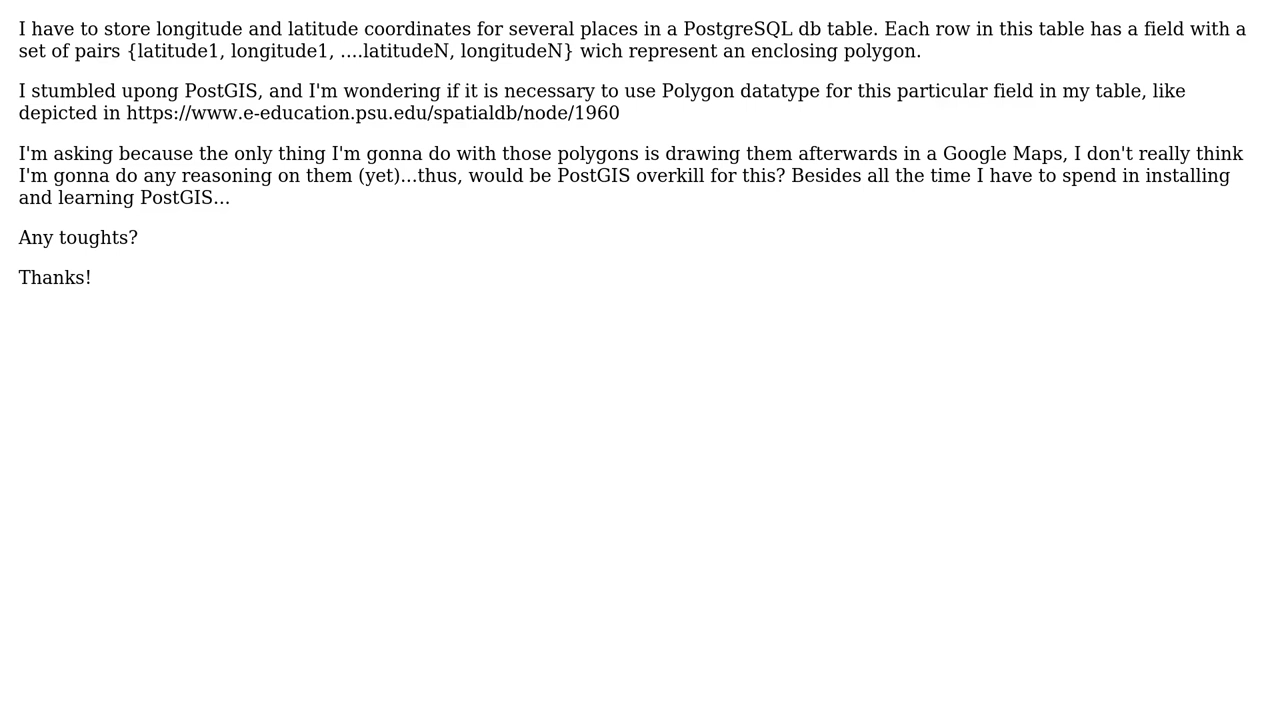 I have to store longitude and latitude coordinates for several places in a PostgreSQL db table. Each row in this table has a field with a
set of pairs {latitude1, longitude1, ....latitudeN, longitudeN} wich represent an enclosing polygon.
I stumbled upong PostGIS, and I'm wondering if it is necessary to use Polygon datatype for this particular field in my table, like
depicted in https://www.e-education.psu.edu/spatialdb/node/1960
I'm asking because the only thing I'm gonna do with those polygons is drawing them afterwards in a Google Maps, I don't really think
I'm gonna do any reasoning on them (yet)...thus, would be PostGIS overkill for this? Besides all the time I have to spend in installing
and learning PostGIS...
Any toughts?
Thanks!